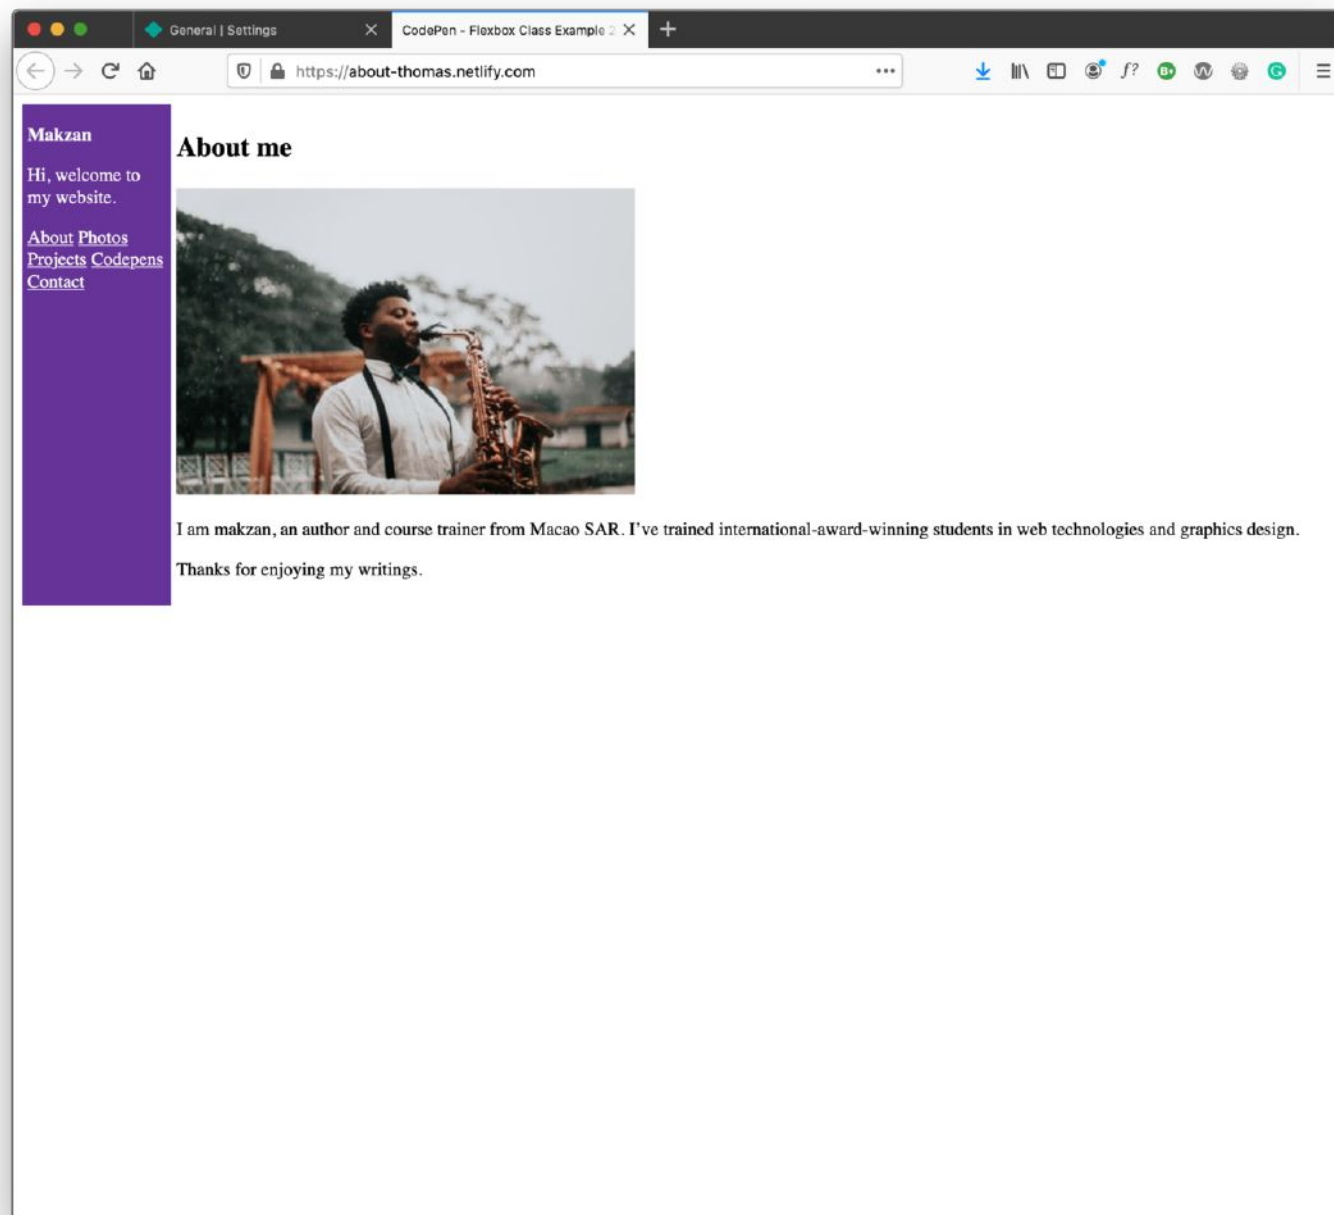 General | Settings
CodePen - Flexbox Class Example 2
https://about-thomas.netlify.com
f?
Makzan
Hi, welcome to
my website.
About Photos
Projects Codepens
Contact
About me
I am makzan, an author and course trainer from Macao SAR. I’ve trained international-award-winning students in web technologies and graphics design.
Thanks for enjoying my writings.